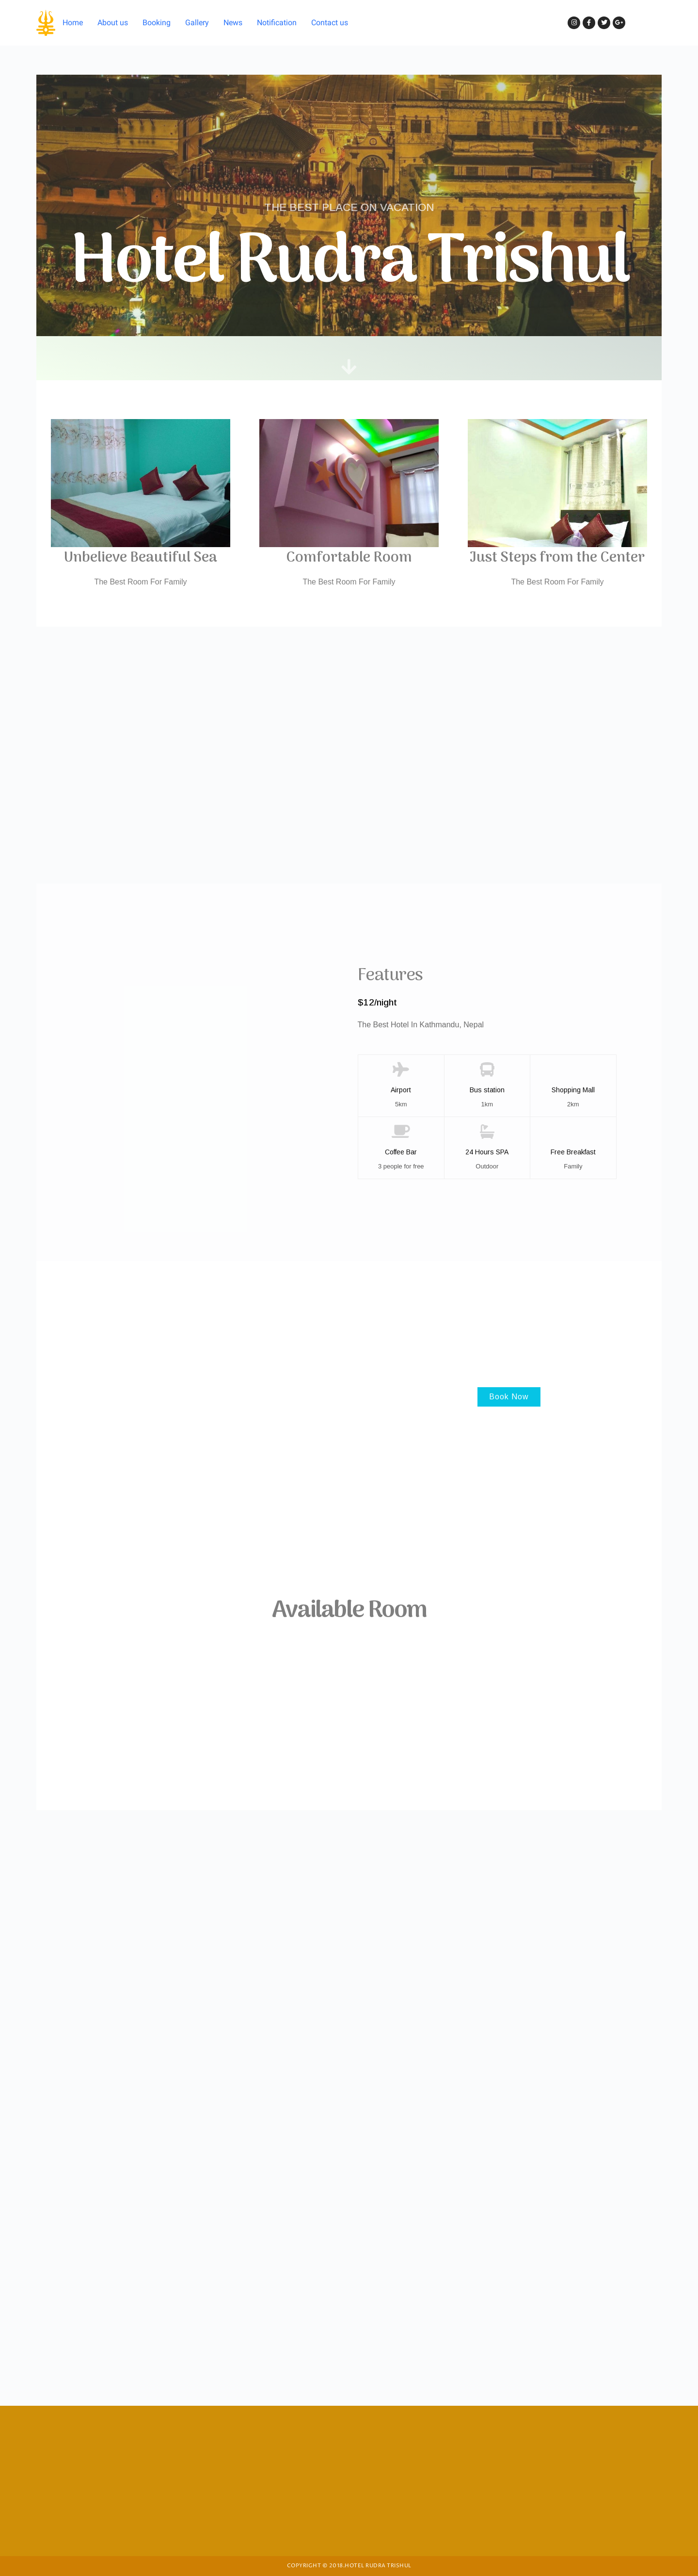 Home About us Booking Gallery News Notification Contact us
THE BEST PLACE ON VACATION
Hotel Rudra Trishul
Unbelieve Beautiful Sea
The Best Room For Family
Comfortable Room
The Best Room For Family
Just Steps from the Center
The Best Room For Family
Features
$12/night
The Best Hotel In Kathmandu, Nepal
Airport
5km
Bus station
1km
Shopping Mall
2km
Coffee Bar
3 people for free
24 Hours SPA
Outdoor
Free Breakfast
Family
Book Now
Available Room
COPYRIGHT © 2018.HOTEL RUDRA TRISHUL